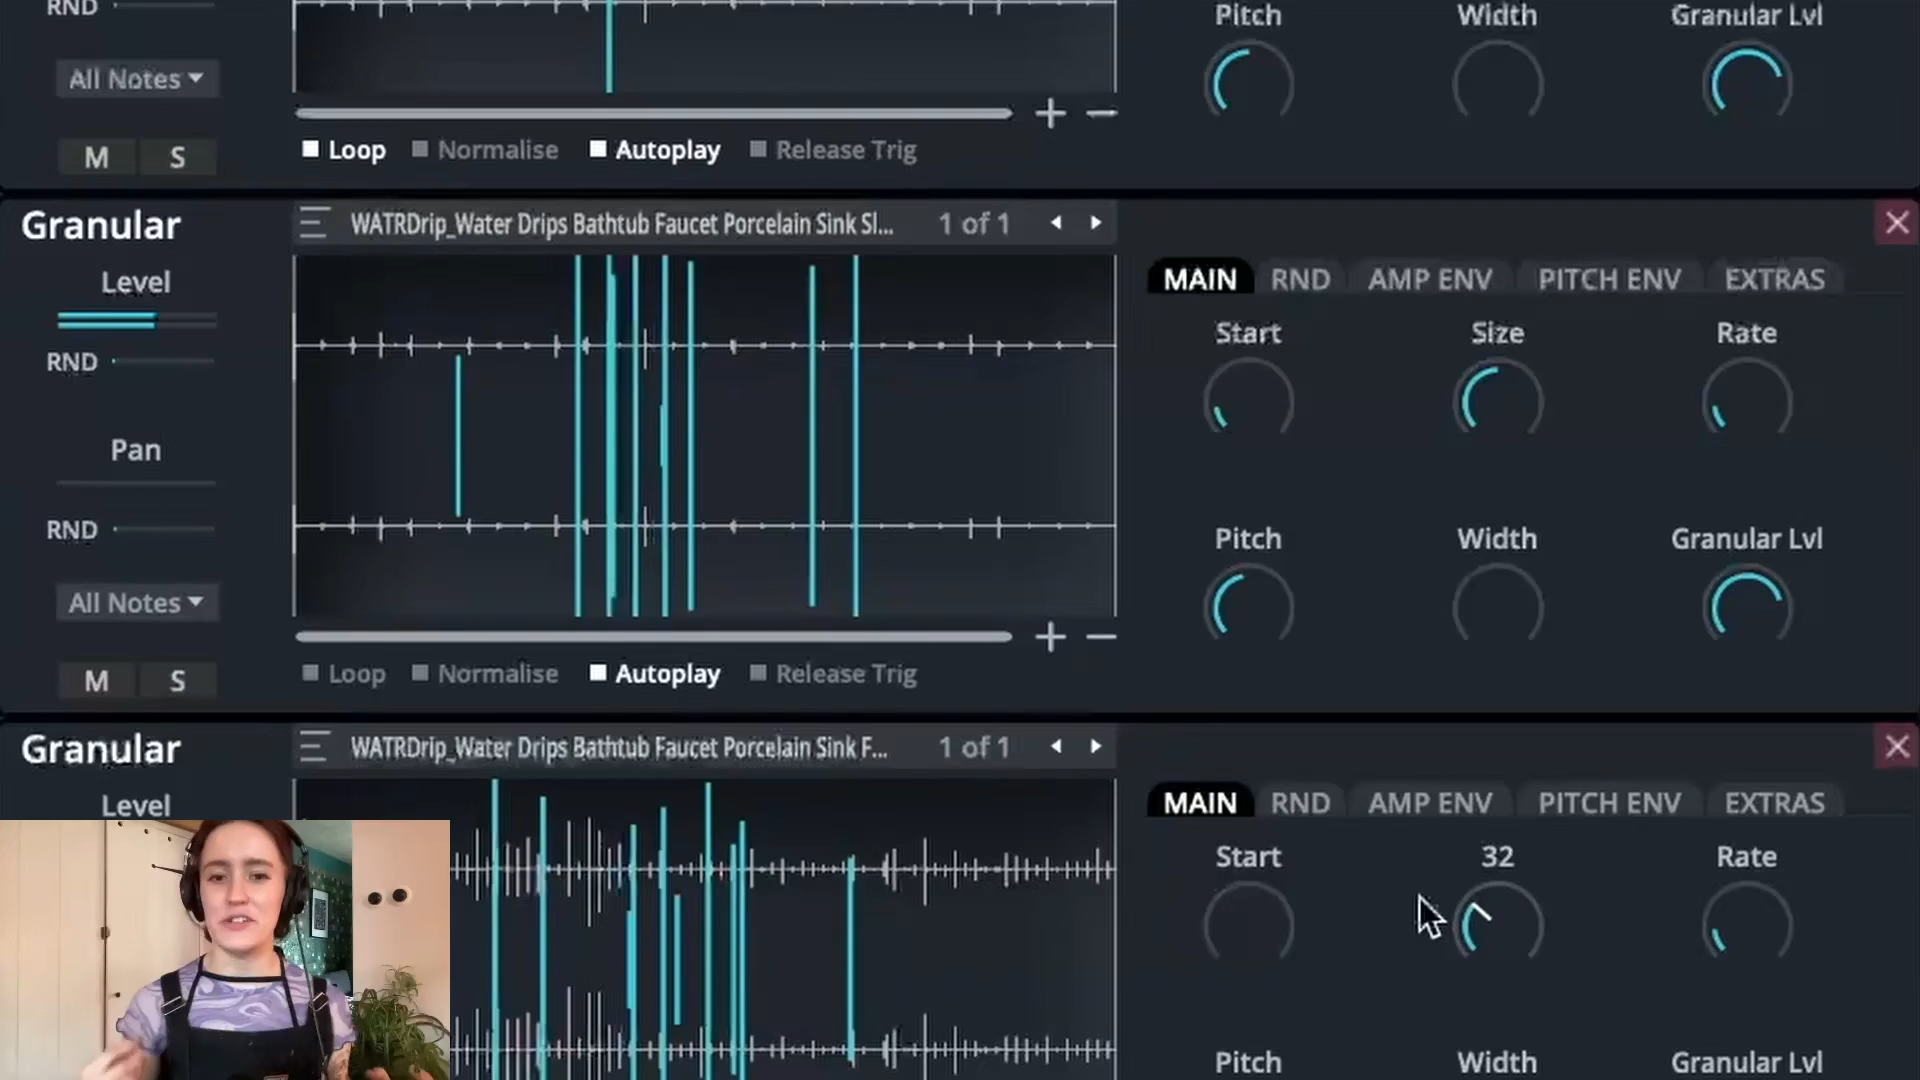 RND
Pitch
Width
Granular Lvl
All Notes
M
S
Loop
Normalise
Autoplay
Release Trig
Granular
WATRDrip_Water Drips Bathtub Faucet Porcelain Sink Sl...
1 of 1
Level
MAIN
RND
AMP ENV
PITCH ENV
EXTRAS
Start
Size
Rate
RND
Pan
RND
Pitch
Width
Granular Lvl
All Notes
M
S
Loop
Normalise
Autoplay
Release Trig
Granular
WATRDrip_Water Drips Bathtub Faucet Porcelain Sink F...
1 of 1
Level
MAIN
RND
AMP ENV
PITCH ENV
EXTRAS
Start
32
Rate
Pitch
Width
Granular Lvl